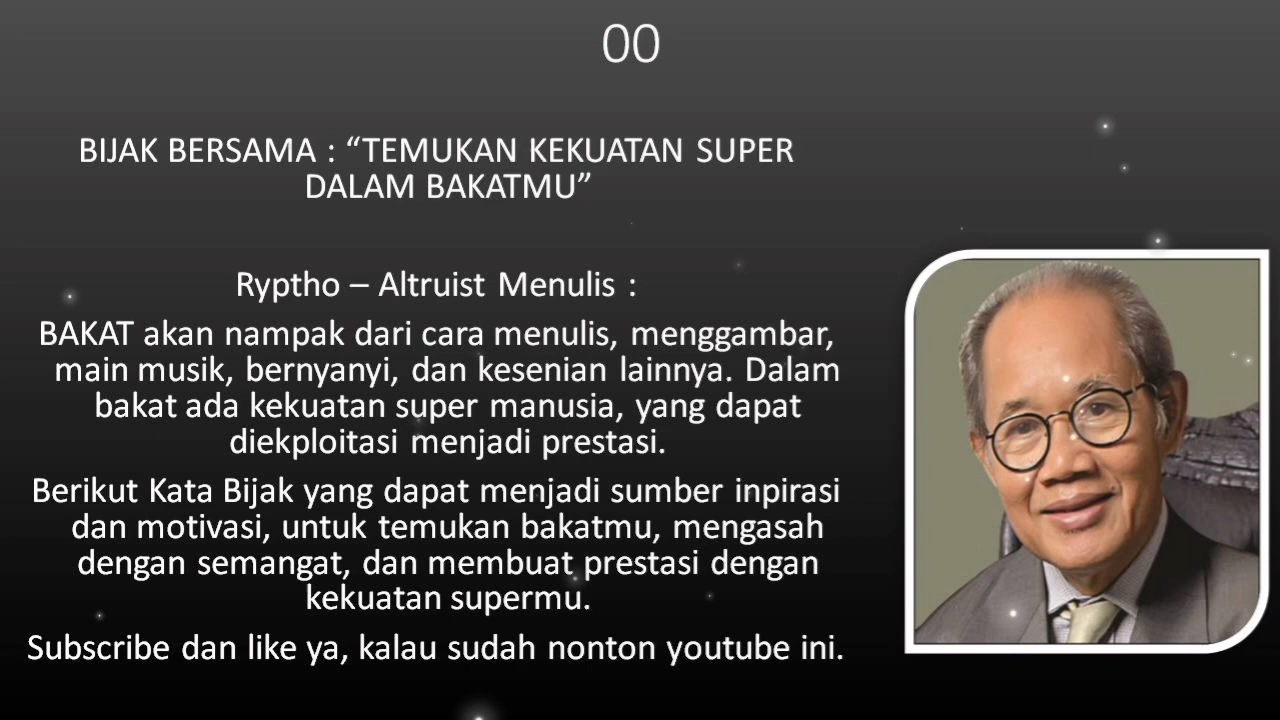 00
BIJAK BERSAMA : “TEMUKAN KEKUATAN SUPER
DALAM BAKATMU”
Ryptho – Altruist Menulis :
BAKAT akan nampak dari cara menulis, menggambar,
main musik, bernyanyi, dan kesenian lainnya. Dalam
bakat ada kekuatan super manusia, yang dapat
diekploitasi menjadi prestasi.
Berikut Kata Bijak yang dapat menjadi sumber inpirasi
dan motivasi, untuk temukan bakatmu, mengasah
dengan semangat, dan membuat prestasi dengan
kekuatan supermu.
Subscribe dan like ya, kalau sudah nonton youtube ini.